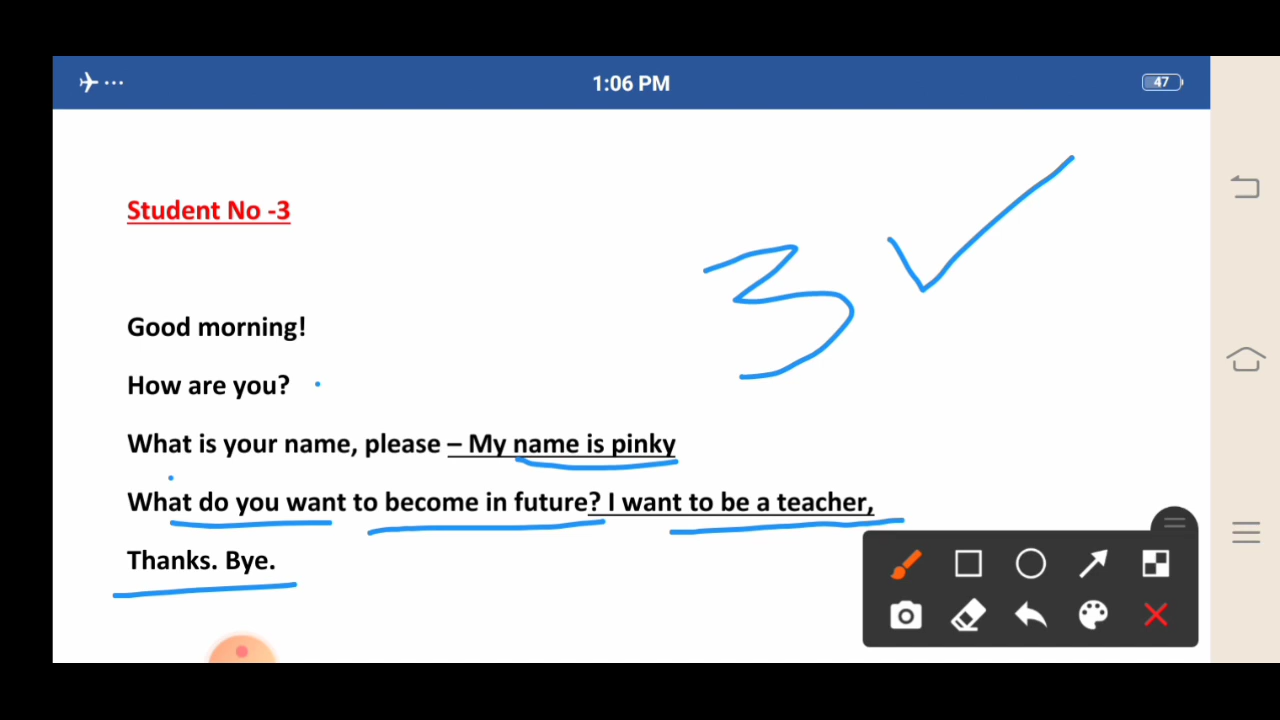 1:06 PM
47
Student No -3
3
Good morning!
How are you?
What is your name, please – My name is pinky
What do you want to become in future? I want to be a teacher,
Thanks. Bye.